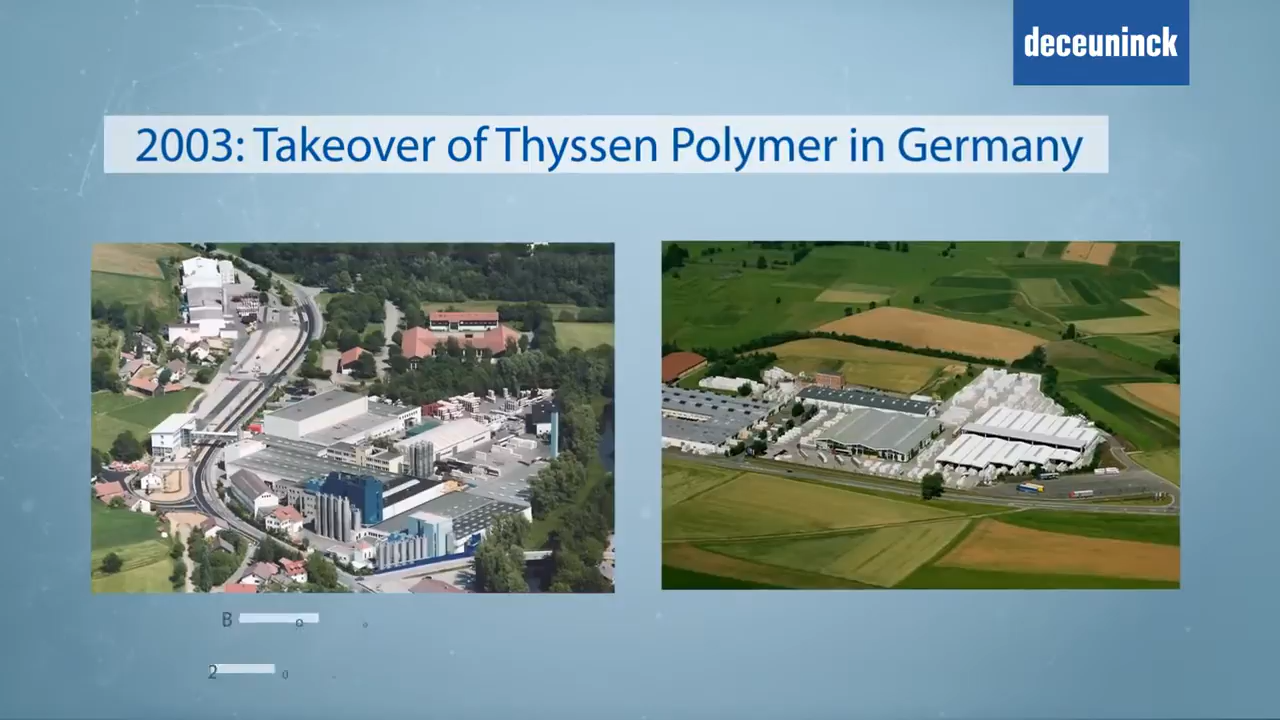 deceuninck
2003: Takeover of Thyssen Polymer in Germany